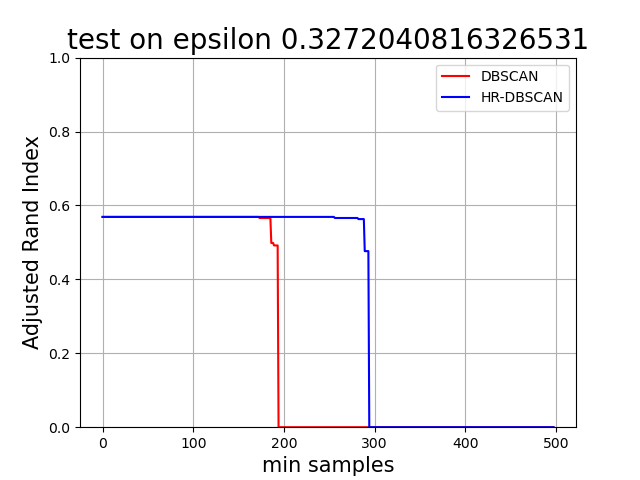 test on epsilon 0.3272040816326531
DBSCAN
HR-DBSCAN
Adjusted Rand Index
1.0
0.8
0.6
0.4
0.2
0.0
0 100 200 300 400 500
min samples